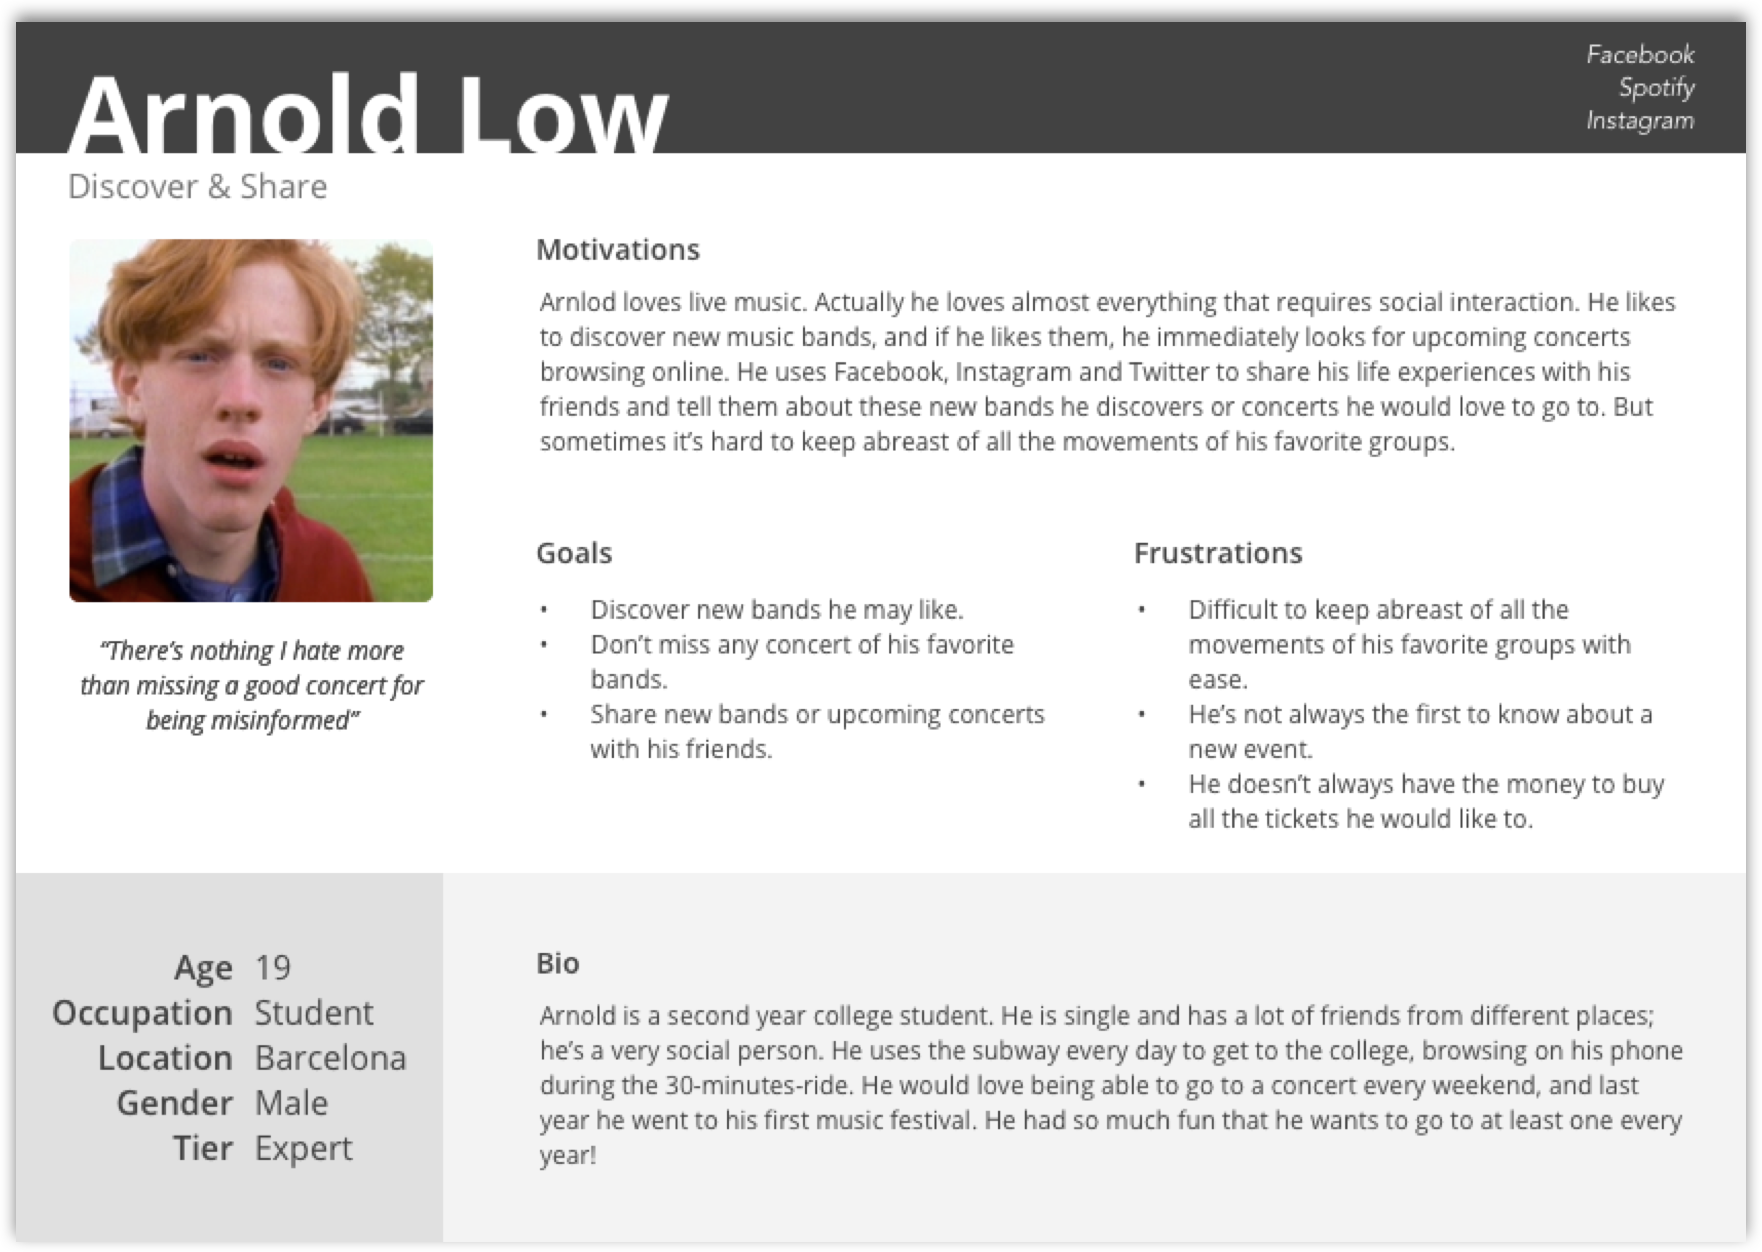 Arnold Low
Facebook
Spotify
Instagram
Discover & Share
Motivations
Arnlod loves live music. Actually he loves almost everything that requires social interaction. He likes
to discover new music bands, and if he likes them, he immediately looks for upcoming concerts
browsing online. He uses Facebook, Instagram and Twitter to share his life experiences with his
friends and tell them about these new bands he discovers or concerts he would love to go to. But
sometimes it’s hard to keep abreast of all the movements of his favorite groups.
“There’s nothing I hate more
than missing a good concert for
being misinformed”
Goals
• Discover new bands he may like.
• Don’t miss any concert of his favorite
bands.
• Share new bands or upcoming concerts
with his friends.
Frustrations
• Difficult to keep abreast of all the
movements of his favorite groups with
ease.
• He’s not always the first to know about a
new event.
• He doesn’t always have the money to buy
all the tickets he would like to.
Age 19
Occupation Student
Location Barcelona
Gender Male
Tier Expert
Bio
Arnold is a second year college student. He is single and has a lot of friends from different places;
he’s a very social person. He uses the subway every day to get to the college, browsing on his phone
during the 30-minutes-ride. He would love being able to go to a concert every weekend, and last
year he went to his first music festival. He had so much fun that he wants to go to at least one every
year!